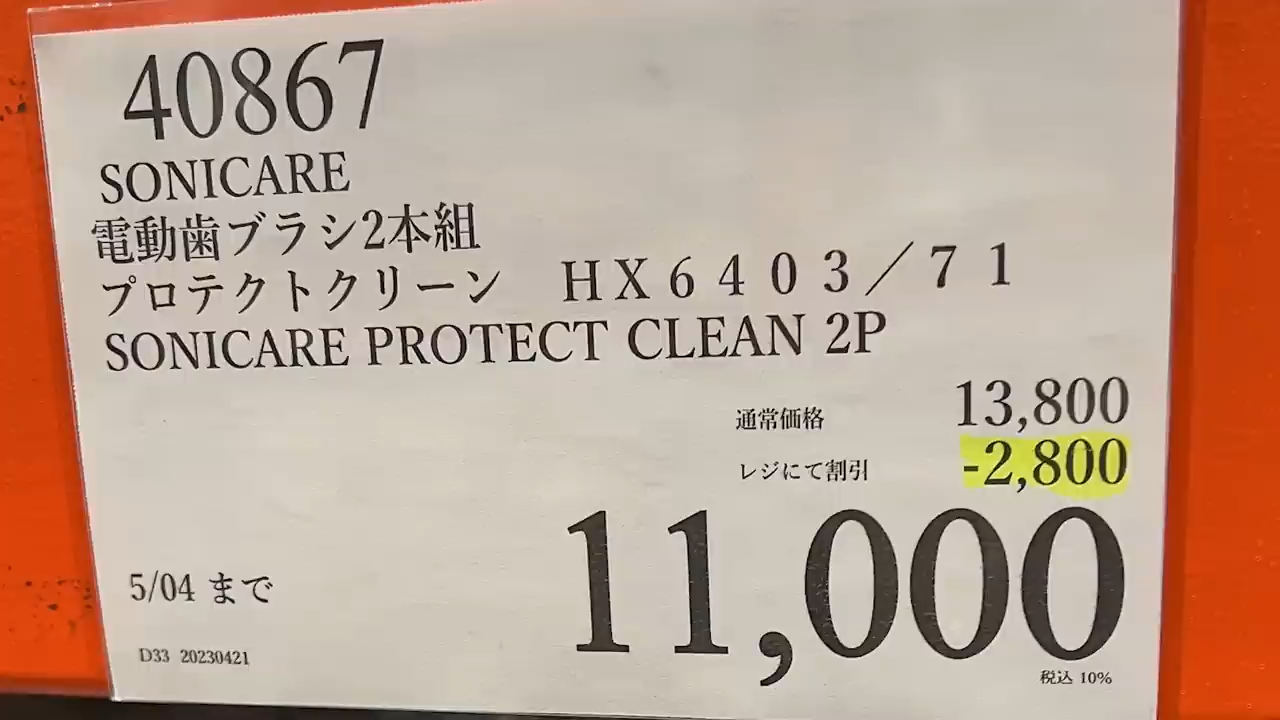 40867
SONICARE
電動歯ブラシ2本組
プロテクトクリーン　ＨＸ６４０３／７１
SONICARE PROTECT CLEAN 2P
通常価格 13,800
レジにて割引 -2,800
11,000
5/04 まで
D33 20230421
税込 10%